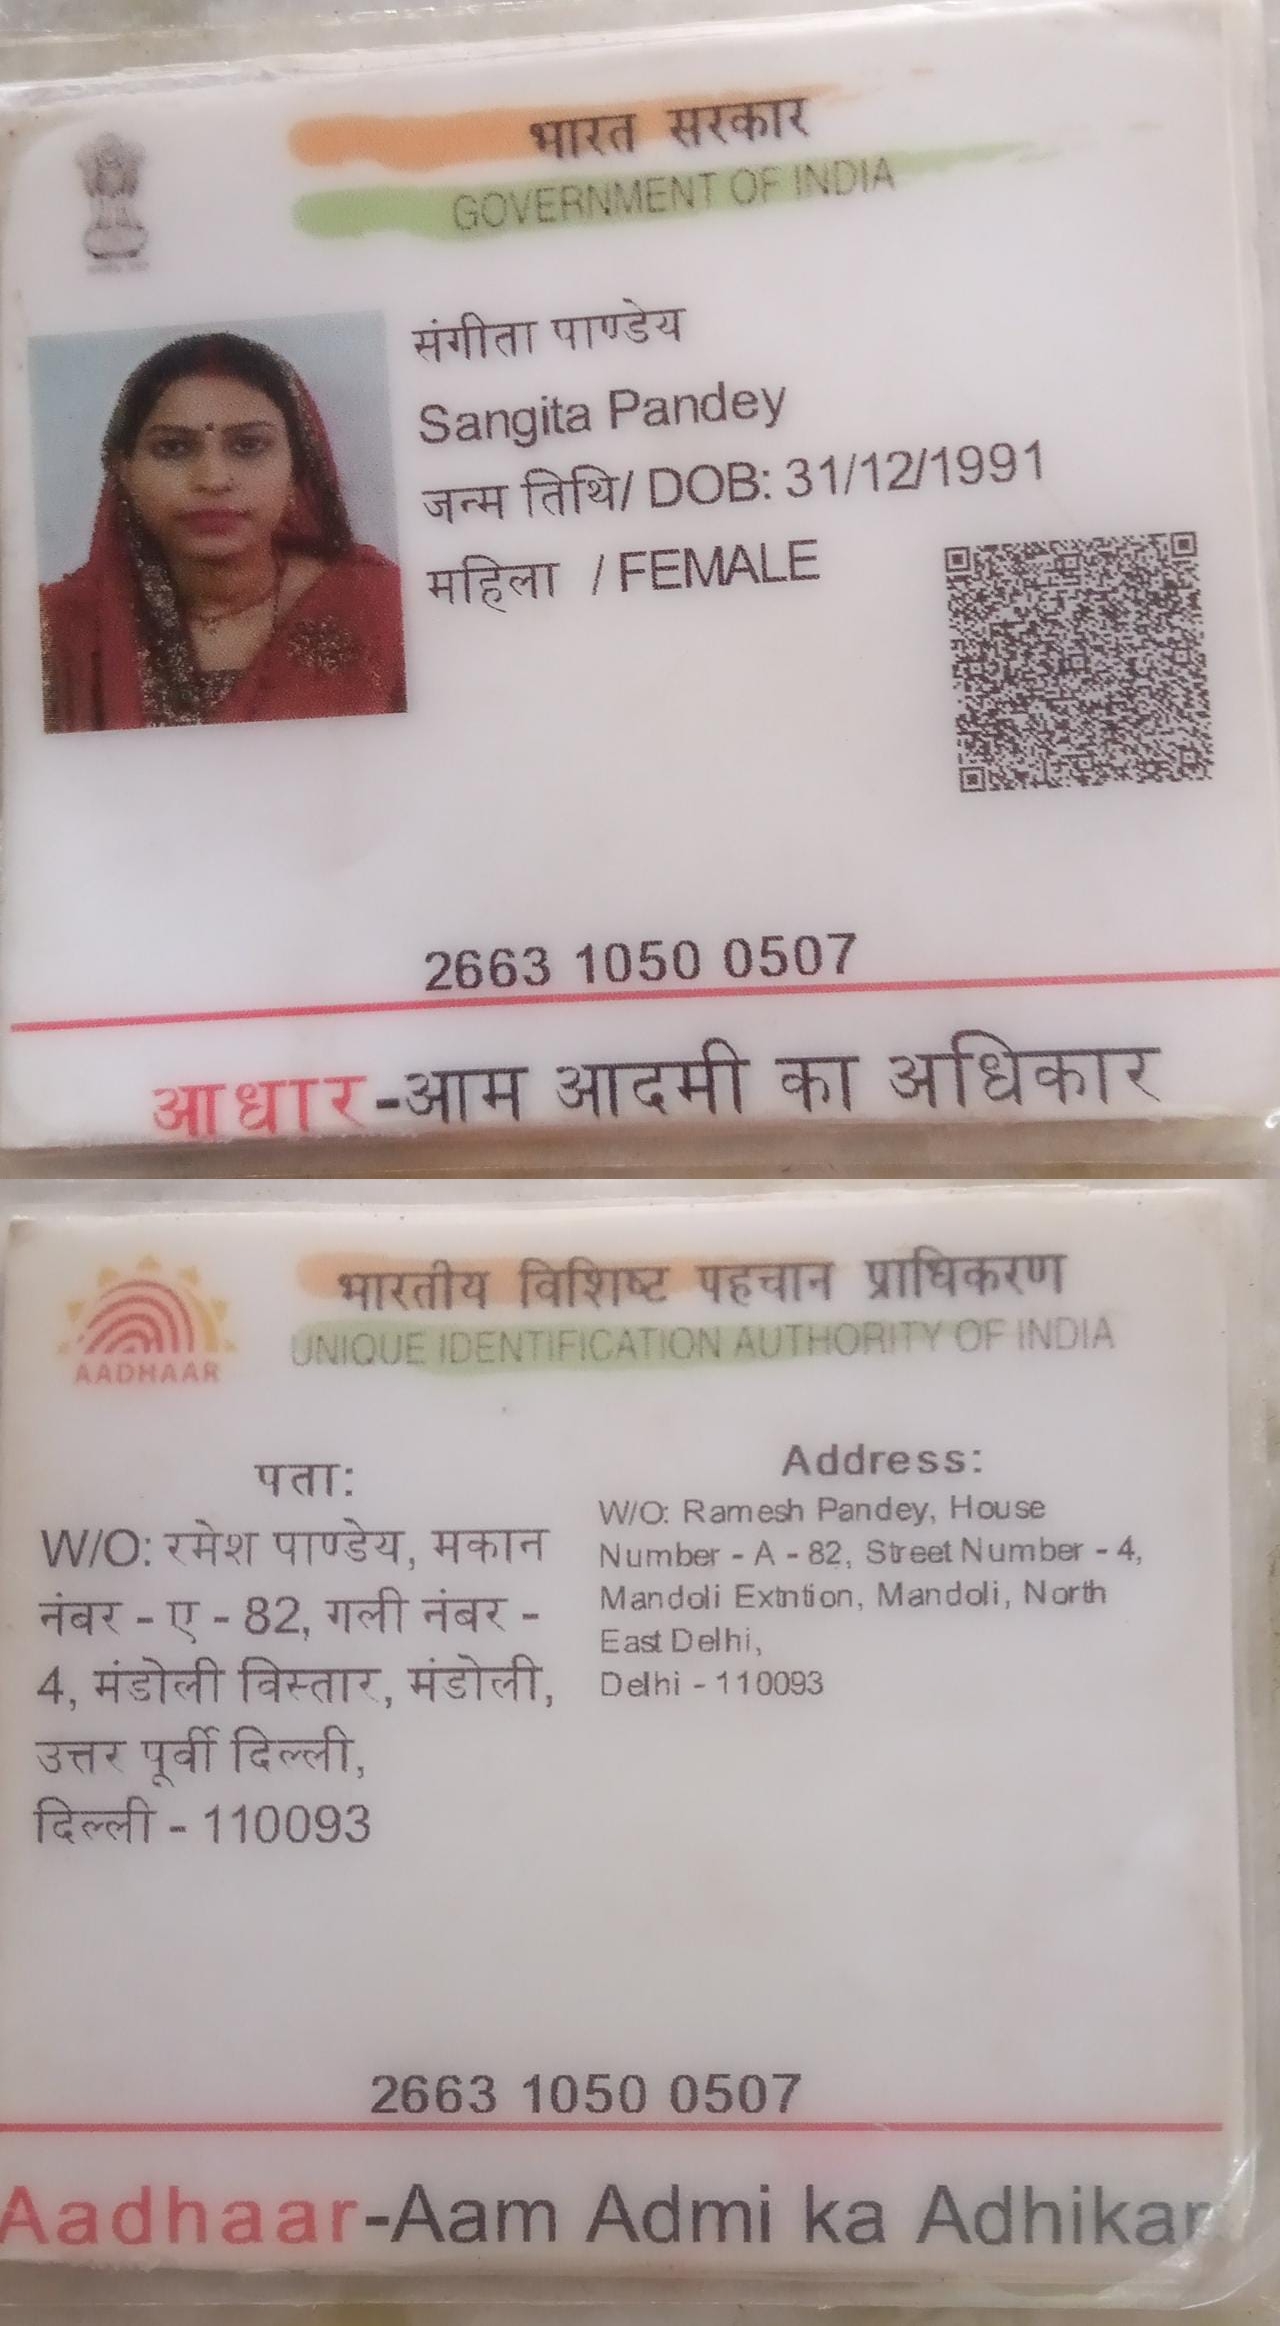 भारत सरकार
GOVERNMENT OF INDIA
संगीता पाण्डेय
Sangita Pandey
जन्म तिथि/ DOB: 31/12/1991
महिला / FEMALE
2663 1050 0507
आधार-आम आदमी का अधिकार
भारतीय विशिष्ट पहचान प्राधिकरण
UNIQUE IDENTIFICATION AUTHORITY OF INDIA
AADHAAR
पता:
W/O: रमेश पाण्डेय, मकान
नंबर - ए - 82, गली नंबर -
4, मंडोली विस्तार, मंडोली,
उत्तर पूर्वी दिल्ली,
दिल्ली - 110093
Address:
W/O: Ramesh Pandey, House
Number - A - 82, Street Number - 4,
Mandoli Extntion, Mandoli, North
East Delhi,
Delhi - 110093
2663 1050 0507
Aadhaar-Aam Admi ka Adhikar